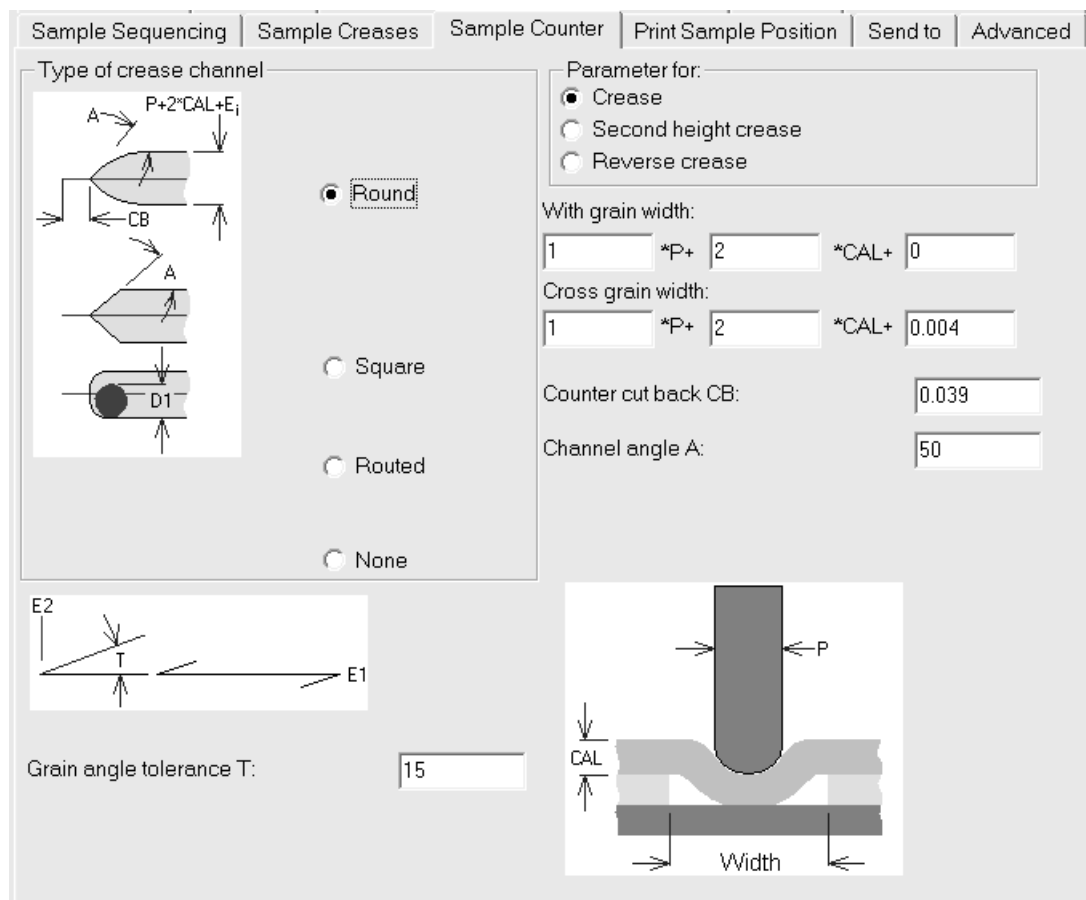 Sample Sequencing
Sample Creases
Sample Counter
Print Sample Position
Send to
Advanced
Type of crease channel
A
P+2*CAL+Ei
CB
A
D1
Round
Square
Routed
None
Parameter for:
Crease
Second height crease
Reverse crease
With grain width:
1 *P+ 2 *CAL+ 0
Cross grain width:
1 *P+ 2 *CAL+ 0.004
Counter cut back CB: 0.039
Channel angle A: 50
E2
T
E1
Grain angle tolerance T: 15
P
CAL
Width